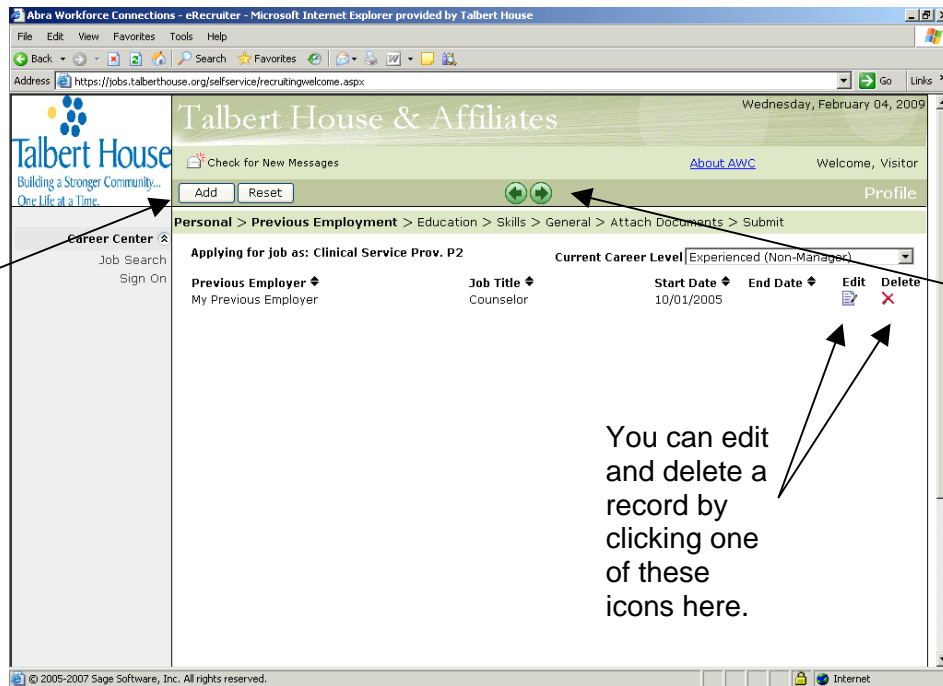 Abra Workforce Connections - eRecruiter - Microsoft Internet Explorer provided by Talbert House
File Edit View Favorites Tools Help
Back Search Favorites
Address https://jobs.talberthouse.org/selfservice/recruitingwelcome.aspx Go Links
Talbert House
Building a Stronger Community...
One Life at a Time.
Talbert House & Affiliates
Wednesday, February 04, 2009
Check for New Messages About AWC Welcome, Visitor
Add Reset Profile
Personal > Previous Employment > Education > Skills > General > Attach Documents > Submit
Career Center
Job Search
Sign On
Applying for job as: Clinical Service Prov. P2 Current Career Level Experienced (Non-Manager)
Previous Employer Job Title Start Date End Date Edit Delete
My Previous Employer Counselor 10/01/2005
You can edit
and delete a
record by
clicking one
of these
icons here.
© 2005-2007 Sage Software, Inc. All rights reserved. Internet